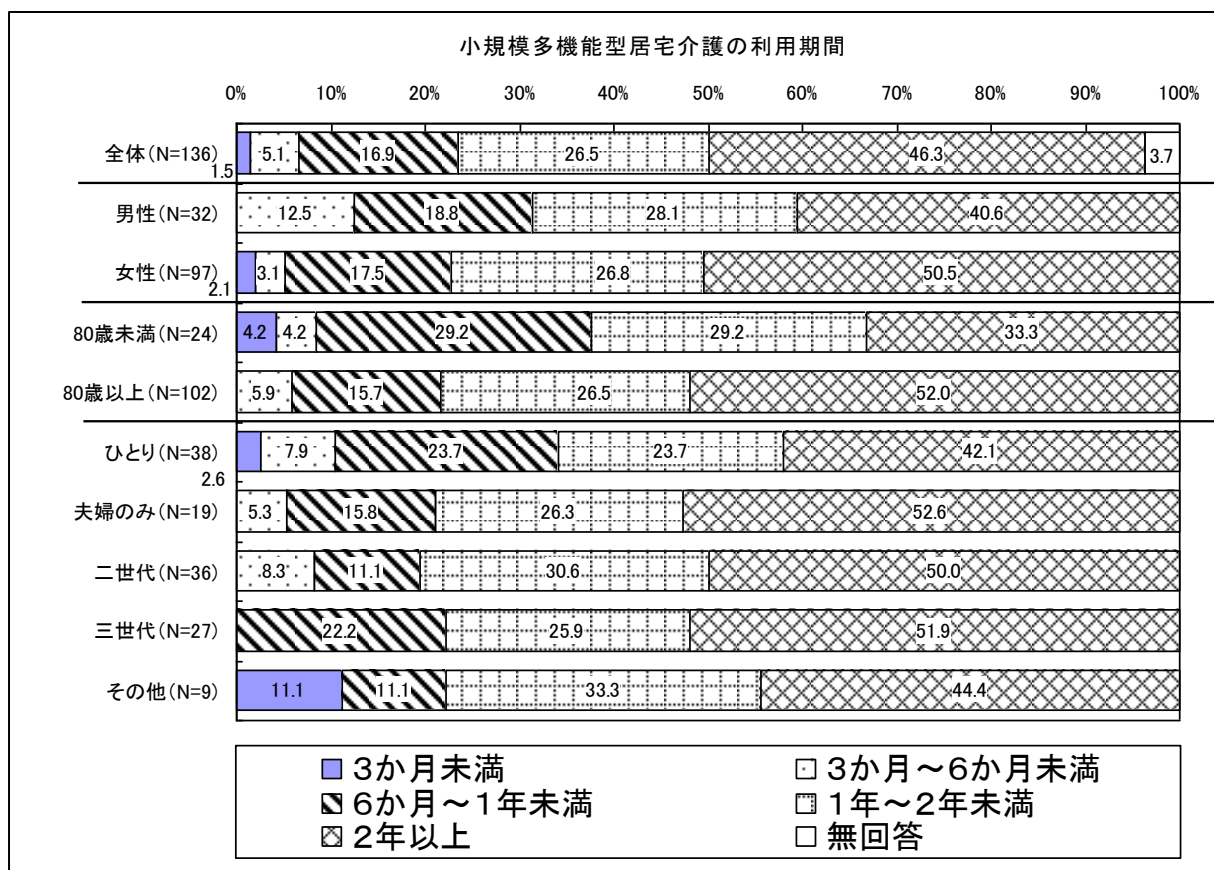 小規模多機能型居宅介護の利用期間
0% 10% 20% 30% 40% 50% 60% 70% 80% 90% 100%
全体(N=136) 1.5 5.1 16.9 26.5 46.3 3.7
男性(N=32) 12.5 18.8 28.1 40.6
女性(N=97) 2.1 3.1 17.5 26.8 50.5
80歳未満(N=24) 4.2 4.2 29.2 29.2 33.3
80歳以上(N=102) 5.9 15.7 26.5 52.0
ひとり(N=38) 2.6 7.9 23.7 23.7 42.1
夫婦のみ(N=19) 5.3 15.8 26.3 52.6
二世代(N=36) 8.3 11.1 30.6 50.0
三世代(N=27) 22.2 25.9 51.9
その他(N=9) 11.1 11.1 33.3 44.4
3か月未満 3か月～6か月未満
6か月～1年未満 1年～2年未満
2年以上 無回答